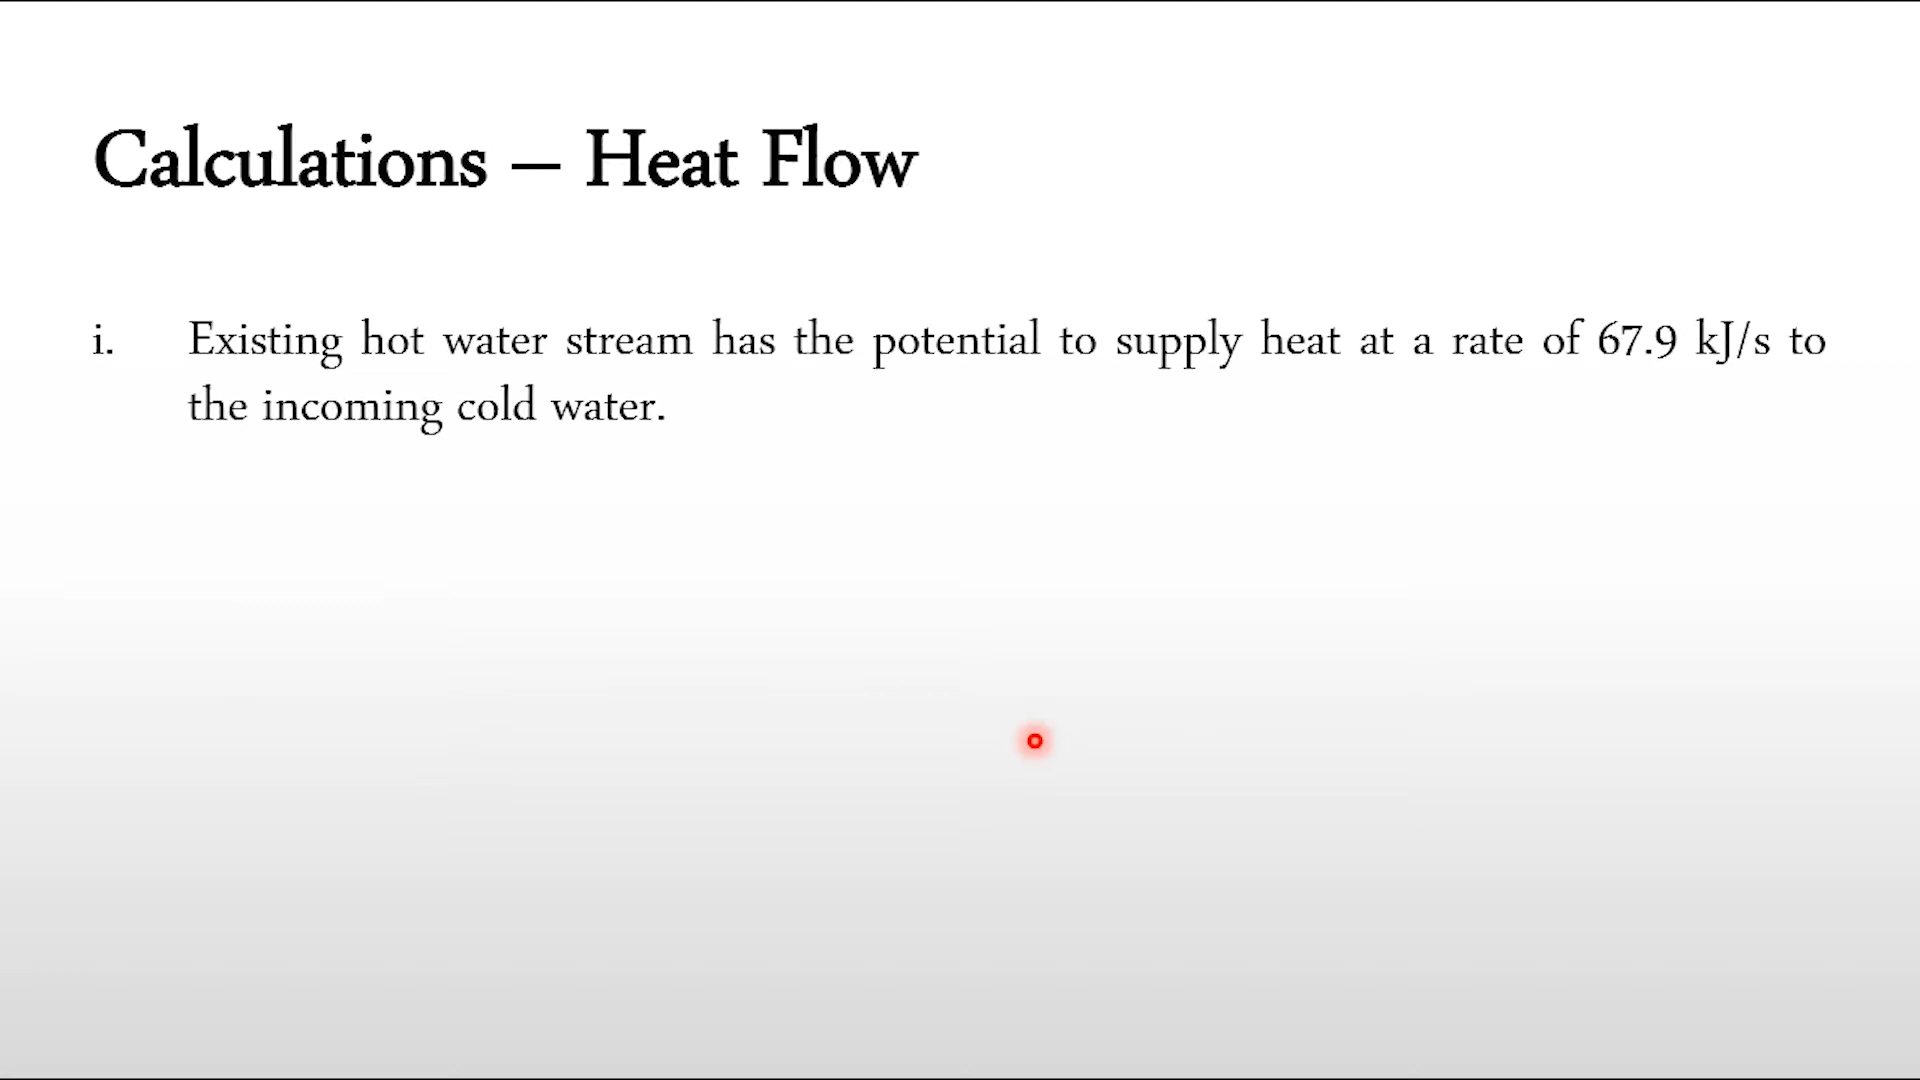 Calculations – Heat Flow
i. Existing hot water stream has the potential to supply heat at a rate of 67.9 kJ/s to
the incoming cold water.